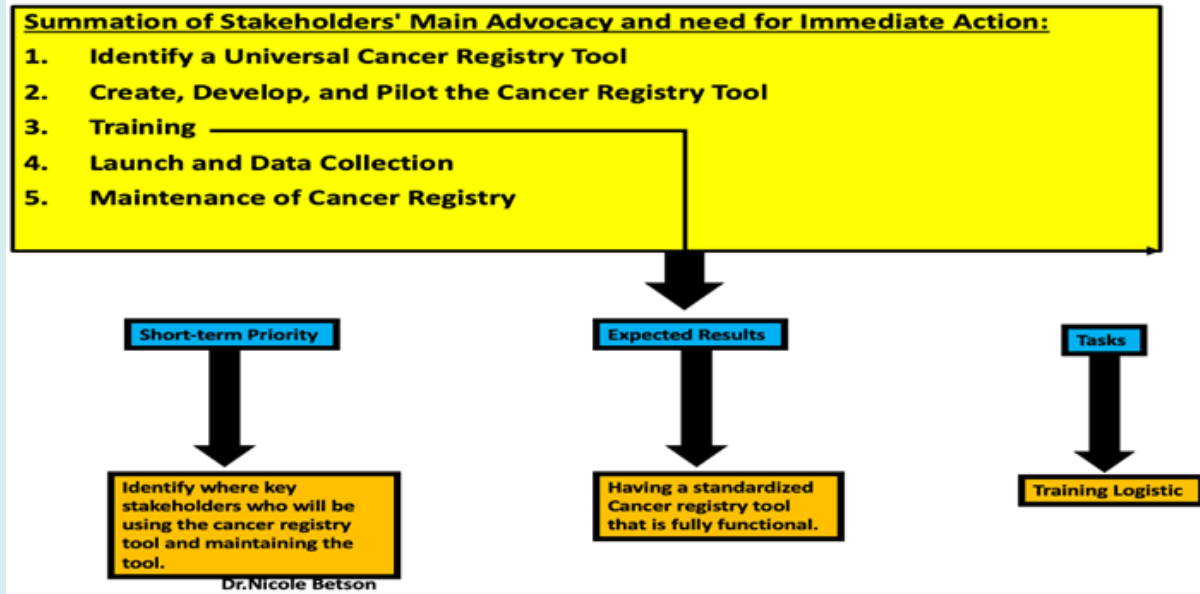 Summation of Stakeholders' Main Advocacy and need for Immediate Action:
1. Identify a Universal Cancer Registry Tool
2. Create, Develop, and Pilot the Cancer Registry Tool
3. Training
4. Launch and Data Collection
5. Maintenance of Cancer Registry
Short-term Priority
Expected Results
Tasks
Identify where key
stakeholders who will be
using the cancer registry
tool and maintaining the
tool.
Having a standardized
Cancer registry tool
that is fully functional.
Training Logistic
Dr.Nicole Betson